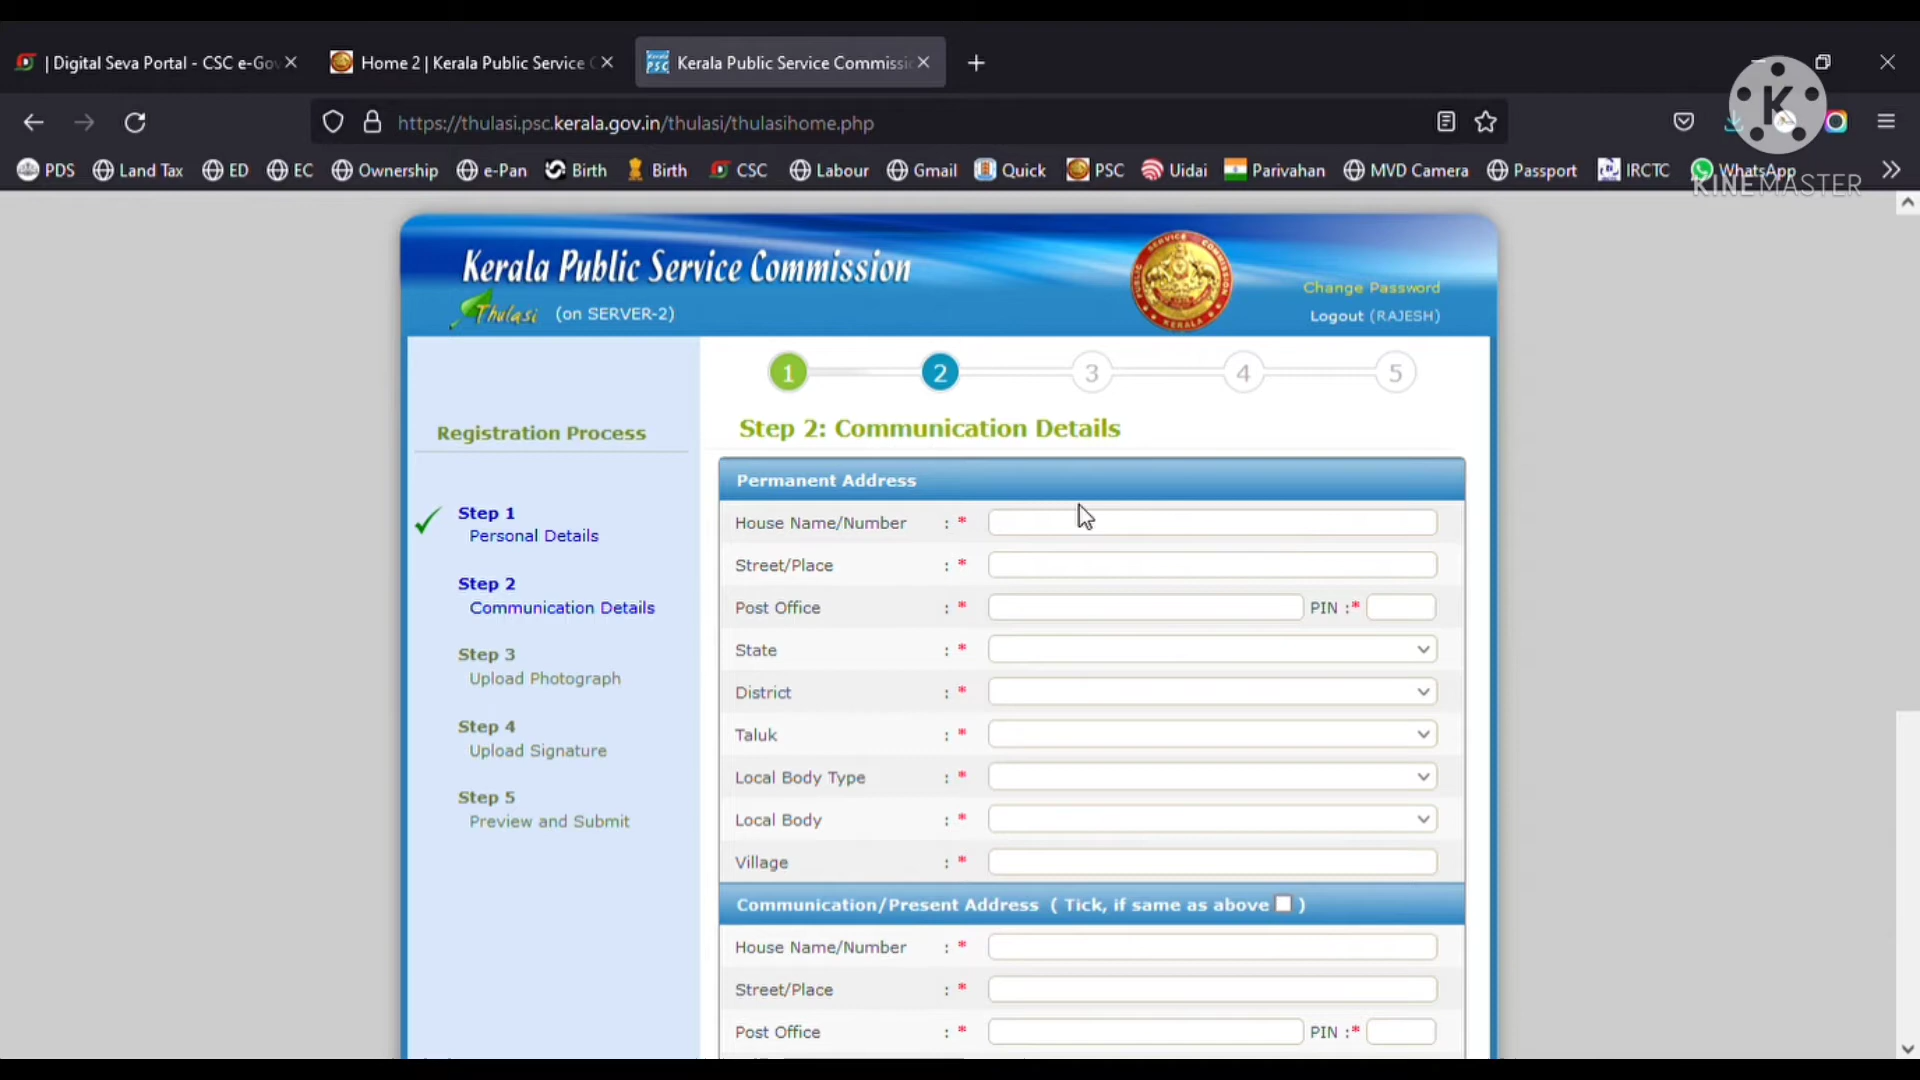 | Digital Seva Portal - CSC e-Gov
Home 2 | Kerala Public Service C
Kerala Public Service Commissi
https://thulasi.psc.kerala.gov.in/thulasi/thulasihome.php
K
PDS Land Tax ED EC Ownership e-Pan Birth Birth CSC Labour Gmail Quick PSC Uidai Parivahan MVD Camera Passport IRCTC WhatsApp
KINEMASTER
Kerala Public Service Commission
Thulasi (on SERVER-2)
PUBLIC SERVICE COMMISSION KERALA
Change Password
Logout (RAJESH)
1 2 3 4 5
Registration Process
Step 1
Personal Details
Step 2
Communication Details
Step 3
Upload Photograph
Step 4
Upload Signature
Step 5
Preview and Submit
Step 2: Communication Details
Permanent Address
House Name/Number : *
Street/Place : *
Post Office : * PIN :*
State : *
District : *
Taluk : *
Local Body Type : *
Local Body : *
Village : *
Communication/Present Address ( Tick, if same as above )
House Name/Number : *
Street/Place : *
Post Office : * PIN :*